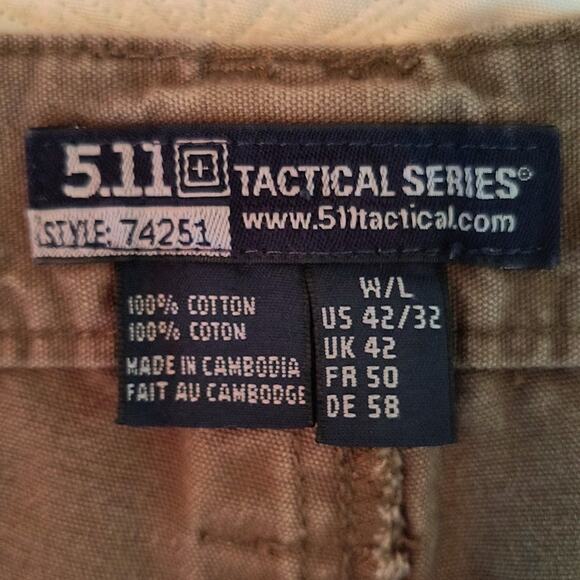 5.11 TACTICAL SERIES®
STYLE: 74251 www.511tactical.com
100% COTTON
100% COTON
MADE IN CAMBODIA
FAIT AU CAMBODGE
W/L
US 42/32
UK 42
FR 50
DE 58